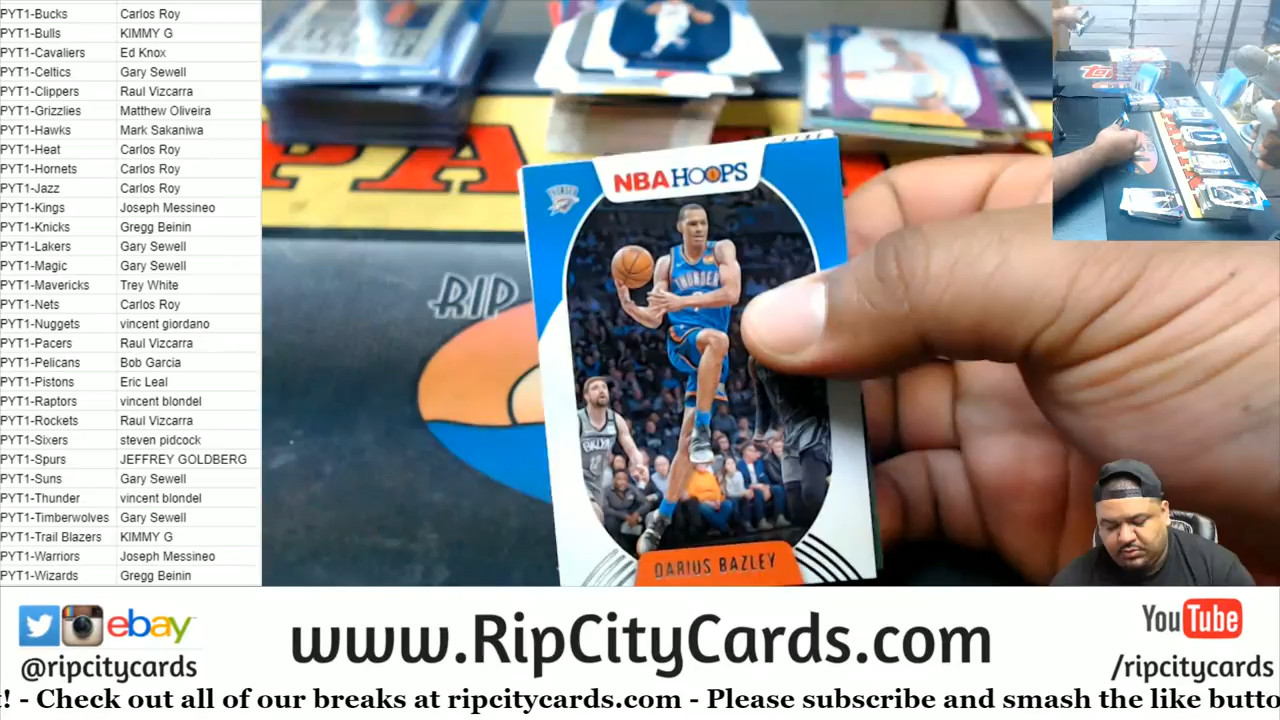 PYT1-Bucks Carlos Roy
PYT1-Bulls KIMMY G
PYT1-Cavaliers Ed Knox
PYT1-Celtics Gary Sewell
PYT1-Clippers Raul Vizcarra
PYT1-Grizzlies Matthew Oliveira
PYT1-Hawks Mark Sakaniwa
PYT1-Heat Carlos Roy
PYT1-Hornets Carlos Roy
PYT1-Jazz Carlos Roy
PYT1-Kings Joseph Messineo
PYT1-Knicks Gregg Beinin
PYT1-Lakers Gary Sewell
PYT1-Magic Gary Sewell
PYT1-Mavericks Trey White
PYT1-Nets Carlos Roy
PYT1-Nuggets vincent giordano
PYT1-Pacers Raul Vizcarra
PYT1-Pelicans Bob Garcia
PYT1-Pistons Eric Leal
PYT1-Raptors vincent blondel
PYT1-Rockets Raul Vizcarra
PYT1-Sixers steven pidcock
PYT1-Spurs JEFFREY GOLDBERG
PYT1-Suns Gary Sewell
PYT1-Thunder vincent blondel
PYT1-Timberwolves Gary Sewell
PYT1-Trail Blazers KIMMY G
PYT1-Warriors Joseph Messineo
PYT1-Wizards Gregg Beinin
RIP
NBA HOOPS
THUNDER
DARIUS BAZLEY
ebay
@ripcitycards
www.RipCityCards.com
YouTube
/ripcitycards
! - Check out all of our breaks at ripcitycards.com - Please subscribe and smash the like butto